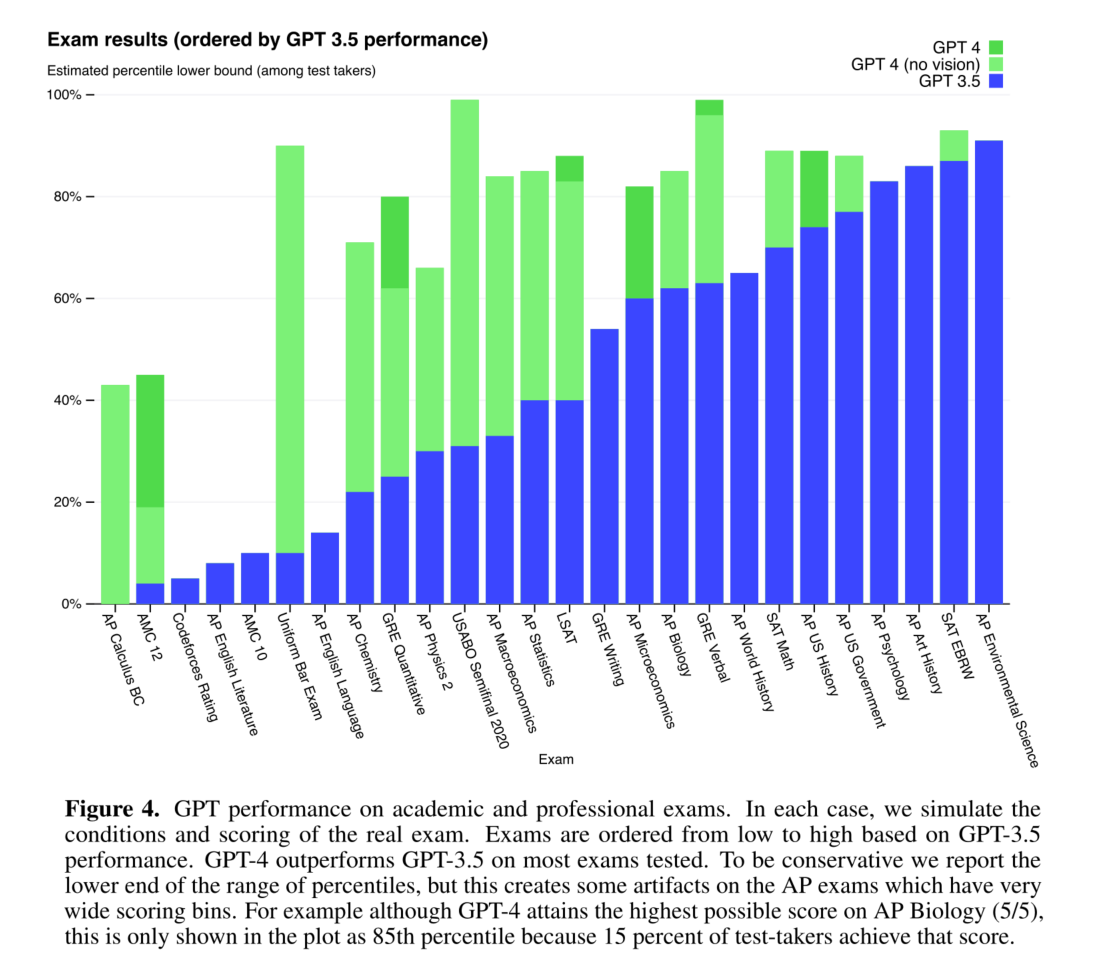 Exam results (ordered by GPT 3.5 performance)
Estimated percentile lower bound (among test takers)
GPT 4
GPT 4 (no vision)
GPT 3.5
100%
80%
60%
40%
20%
0%
AP Calculus BC
AMC 12
Codeforces Rating
AP English Literature
AMC 10
Uniform Bar Exam
AP English Language
AP Chemistry
GRE Quantitative
AP Physics 2
USABO Semifinal 2020
AP Macroeconomics
AP Statistics
LSAT
GRE Writing
AP Microeconomics
AP Biology
GRE Verbal
AP World History
SAT Math
AP US History
AP US Government
AP Psychology
AP Art History
SAT EBRW
AP Environmental Science
Exam
Figure 4. GPT performance on academic and professional exams. In each case, we simulate the
conditions and scoring of the real exam. Exams are ordered from low to high based on GPT-3.5
performance. GPT-4 outperforms GPT-3.5 on most exams tested. To be conservative we report the
lower end of the range of percentiles, but this creates some artifacts on the AP exams which have very
wide scoring bins. For example although GPT-4 attains the highest possible score on AP Biology (5/5),
this is only shown in the plot as 85th percentile because 15 percent of test-takers achieve that score.